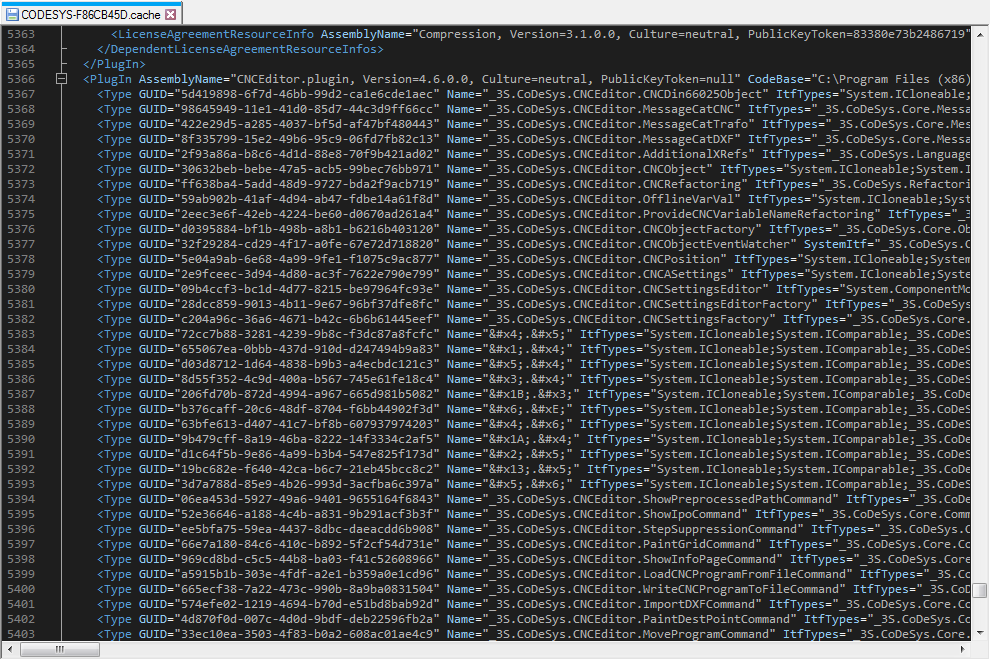 CODESYS-F86CB45D.cache
5363 <LicenseAgreementResourceInfo AssemblyName="Compression, Version=3.1.0.0, Culture=neutral, PublicKeyToken=83380e73b2486719"
5364 </DependentLicenseAgreementResourceInfos>
5365 </PlugIn>
5366 <PlugIn AssemblyName="CNCEditor.plugin, Version=4.6.0.0, Culture=neutral, PublicKeyToken=null" CodeBase="C:\Program Files (x86)
5367 <Type GUID="5d419898-6f7d-46bb-99d2-ca1e6cde1aec" Name="_3S.CoDeSys.CNCEditor.CNCDin66025Object" ItfTypes="System.ICloneable;
5368 <Type GUID="98645949-11e1-41d0-85d7-44c3d9ff66cc" Name="_3S.CoDeSys.CNCEditor.MessageCatCNC" ItfTypes="_3S.CoDeSys.Core.Messa
5369 <Type GUID="422e29d5-a285-4037-bf5d-af47bf480443" Name="_3S.CoDeSys.CNCEditor.MessageCatTrafo" ItfTypes="_3S.CoDeSys.Core.Mes
5370 <Type GUID="8f335799-15e2-49b6-95c9-06fd7fb82c13" Name="_3S.CoDeSys.CNCEditor.MessageCatDXF" ItfTypes="_3S.CoDeSys.Core.Messa
5371 <Type GUID="2f93a86a-b8c6-4d1d-88e8-70f9b421ad02" Name="_3S.CoDeSys.CNCEditor.AdditionalXRefs" ItfTypes="_3S.CoDeSys.Language
5372 <Type GUID="30632beb-bebe-47a5-acb5-99bec76bb971" Name="_3S.CoDeSys.CNCEditor.CNCObject" ItfTypes="System.ICloneable;System.I
5373 <Type GUID="ff638ba4-5add-48d9-9727-bda2f9acb719" Name="_3S.CoDeSys.CNCEditor.CNCRefactoring" ItfTypes="_3S.CoDeSys.Refactori
5374 <Type GUID="59ab902b-41af-4d94-ab47-fdbe14a61f8d" Name="_3S.CoDeSys.CNCEditor.OfflineVarVal" ItfTypes="System.ICloneable;Syst
5375 <Type GUID="2eec3e6f-42eb-4224-be60-d0670ad261a4" Name="_3S.CoDeSys.CNCEditor.ProvideCNCVariableNameRefactoring" ItfTypes="_3
5376 <Type GUID="d0395884-bf1b-498b-a8b1-b6216b403120" Name="_3S.CoDeSys.CNCEditor.CNCObjectFactory" ItfTypes="_3S.CoDeSys.Core.Ob
5377 <Type GUID="32f29284-cd29-4f17-a0fe-67e72d718820" Name="_3S.CoDeSys.CNCEditor.CNCObjectEventWatcher" SystemItf="_3S.CoDeSys.C
5378 <Type GUID="5e04a9ab-6e68-4a99-9fe1-f1075c9ac877" Name="_3S.CoDeSys.CNCEditor.CNCPosition" ItfTypes="System.ICloneable;System
5379 <Type GUID="2e9fceec-3d94-4d80-ac3f-7622e790e799" Name="_3S.CoDeSys.CNCEditor.CNCASettings" ItfTypes="System.ICloneable;Syste
5380 <Type GUID="09b4ccf3-bc1d-4d77-8215-be97964fc93e" Name="_3S.CoDeSys.CNCEditor.CNCSettingsEditor" ItfTypes="System.ComponentMo
5381 <Type GUID="28dcc859-9013-4b11-9e67-96bf37dfe8fc" Name="_3S.CoDeSys.CNCEditor.CNCSettingsEditorFactory" ItfTypes="_3S.CoDeSys
5382 <Type GUID="c204a96c-36a6-4671-b42c-6b6b61445eef" Name="_3S.CoDeSys.CNCEditor.CNCSettingsFactory" ItfTypes="_3S.CoDeSys.Core.
5383 <Type GUID="72cc7b88-3281-4239-9b8c-f3dc87a8fcfc" Name="&#x4;.&#x5;" ItfTypes="System.ICloneable;System.IComparable;_3S.CoDeS
5384 <Type GUID="655067ea-0bbb-437d-910d-d247494b9a83" Name="&#x1;.&#x4;" ItfTypes="System.ICloneable;System.IComparable;_3S.CoDeS
5385 <Type GUID="d03d8712-1d64-4838-b9b3-a4ecbdc121c3" Name="&#x5;.&#x4;" ItfTypes="System.ICloneable;System.IComparable;_3S.CoDeS
5386 <Type GUID="8d55f352-4c9d-400a-b567-745e61fe18c4" Name="&#x3;.&#x4;" ItfTypes="System.ICloneable;System.IComparable;_3S.CoDeS
5387 <Type GUID="206fd70b-872d-4994-a967-665d981b5082" Name="&#x1B;.&#x3;" ItfTypes="System.ICloneable;System.IComparable;_3S.CoDe
5388 <Type GUID="b376caff-20c6-48df-8704-f6bb44902f3d" Name="&#x6;.&#xE;" ItfTypes="System.ICloneable;System.IComparable;_3S.CoDeS
5389 <Type GUID="63bfe613-d407-41c7-bf8b-607937974203" Name="&#x4;.&#x6;" ItfTypes="System.ICloneable;System.IComparable;_3S.CoDeS
5390 <Type GUID="9b479cff-8a19-46ba-8222-14f3334c2af5" Name="&#x1A;.&#x4;" ItfTypes="System.ICloneable;System.IComparable;_3S.CoDe
5391 <Type GUID="d1c64f5b-9e86-4a99-b3b4-547e825f173d" Name="&#x2;.&#x5;" ItfTypes="System.ICloneable;System.IComparable;_3S.CoDeS
5392 <Type GUID="19bc682e-f640-42ca-b6c7-21eb45bcc8c2" Name="&#x13;.&#x5;" ItfTypes="System.ICloneable;System.IComparable;_3S.CoDe
5393 <Type GUID="3d7a788d-85e9-4b26-993d-3acfba6c397a" Name="&#x5;.&#x6;" ItfTypes="System.ICloneable;System.IComparable;_3S.CoDeS
5394 <Type GUID="06ea453d-5927-49a6-9401-9655164f6843" Name="_3S.CoDeSys.CNCEditor.ShowPreprocessedPathCommand" ItfTypes="_3S.CoDe
5395 <Type GUID="52e36646-a188-4c4b-a831-9b291acf3b3f" Name="_3S.CoDeSys.CNCEditor.ShowIpoCommand" ItfTypes="_3S.CoDeSys.Core.Comm
5396 <Type GUID="ee5bfa75-59ea-4437-8dbc-daeacdd6b908" Name="_3S.CoDeSys.CNCEditor.StepSuppressionCommand" ItfTypes="_3S.CoDeSys.C
5397 <Type GUID="66e7a180-84c6-410c-b892-5f2cf54d731e" Name="_3S.CoDeSys.CNCEditor.PaintGridCommand" ItfTypes="_3S.CoDeSys.Core.Co
5398 <Type GUID="969cd8bd-c5c5-44b8-ba03-f41c52608966" Name="_3S.CoDeSys.CNCEditor.ShowInfoPageCommand" ItfTypes="_3S.CoDeSys.Core
5399 <Type GUID="a5915b1b-303e-4fdf-a2e1-b359a0e1cd96" Name="_3S.CoDeSys.CNCEditor.LoadCNCProgramFromFileCommand" ItfTypes="_3S.Co
5400 <Type GUID="665ecf38-7a22-473c-990b-8a9ba0831504" Name="_3S.CoDeSys.CNCEditor.WriteCNCProgramToFileCommand" ItfTypes="_3S.CoD
5401 <Type GUID="574efe02-1219-4694-b70d-e51bd8bab92d" Name="_3S.CoDeSys.CNCEditor.ImportDXFCommand" ItfTypes="_3S.CoDeSys.Core.Co
5402 <Type GUID="4d870f0d-007c-4d0d-9bdf-deb22596fb2a" Name="_3S.CoDeSys.CNCEditor.PaintDestPointCommand" ItfTypes="_3S.CoDeSys.Co
5403 <Type GUID="33ec10ea-3503-4f83-b0a2-608ac01ae4c9" Name="_3S.CoDeSys.CNCEditor.MoveProgramCommand" ItfTypes="_3S.CoDeSys.Core.